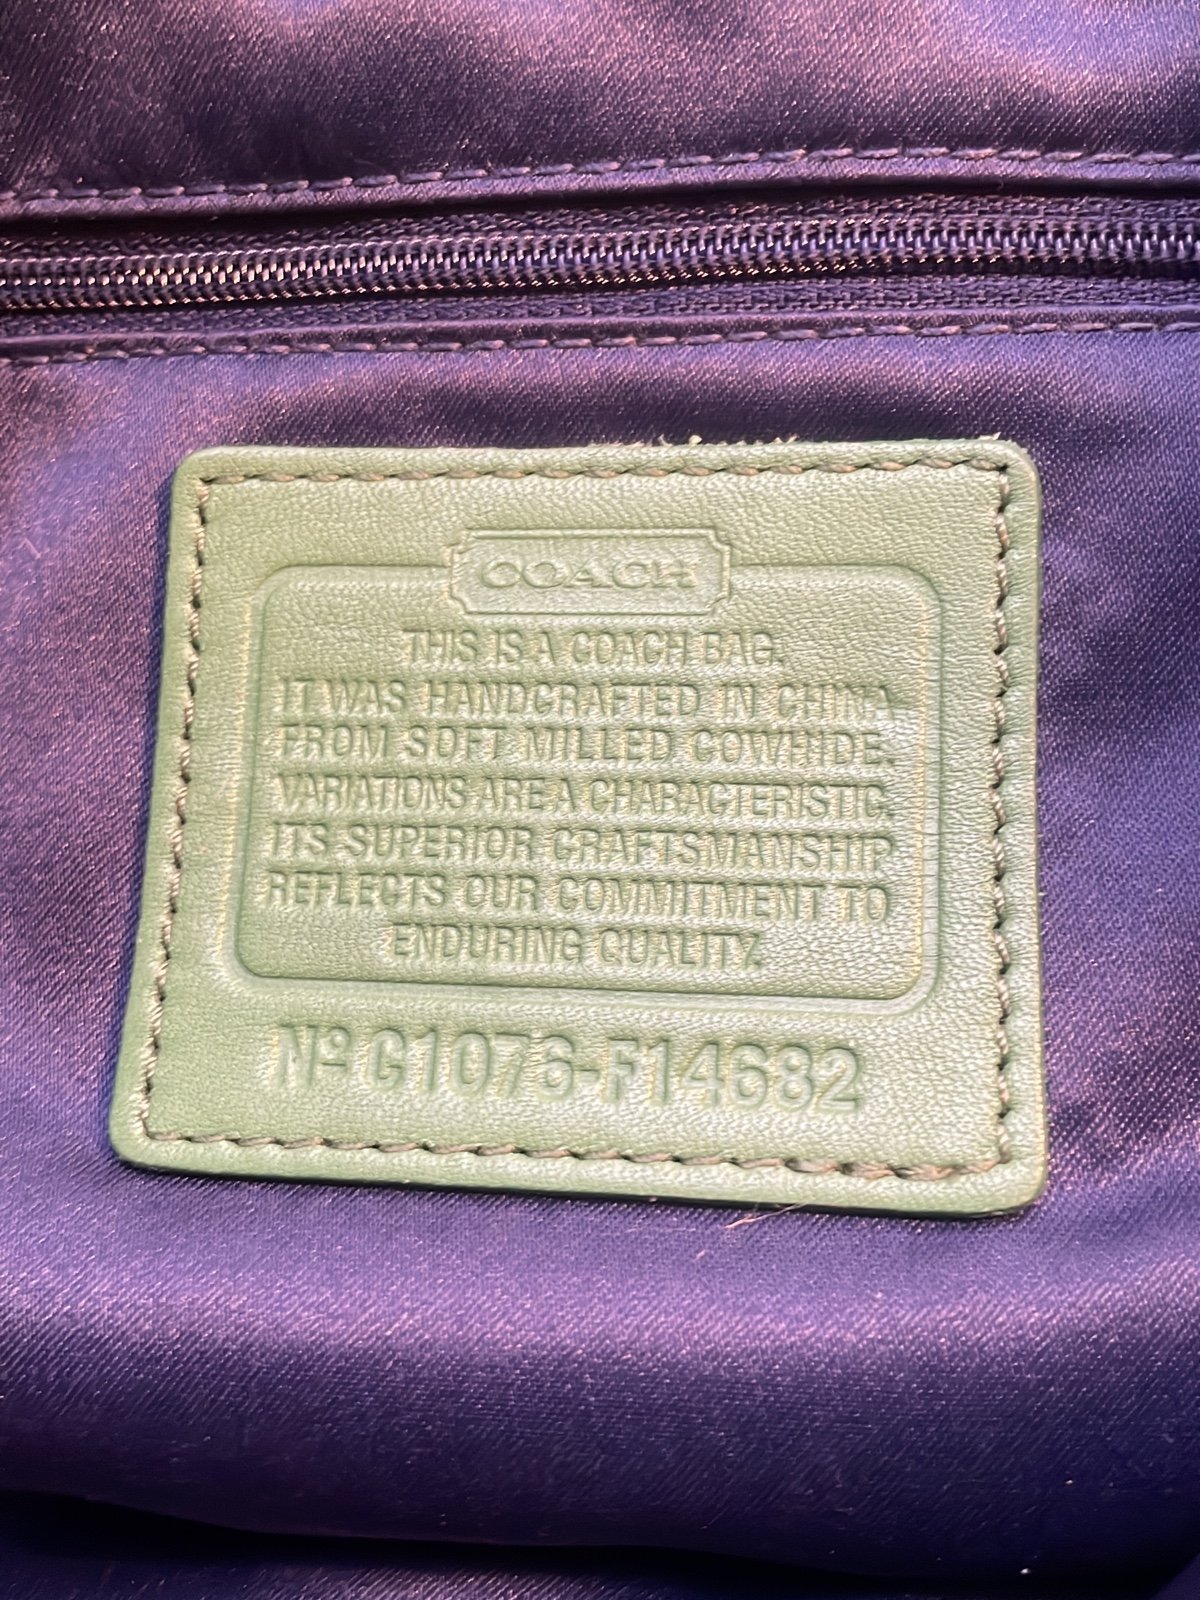 COACH
THIS IS A COACH BAG.
IT WAS HANDCRAFTED IN CHINA
FROM SOFT MILLED COWHIDE.
VARIATIONS ARE A CHARACTERISTIC.
ITS SUPERIOR CRAFTSMANSHIP
REFLECTS OUR COMMITMENT TO
ENDURING QUALITY.
Nº C1076-F14682